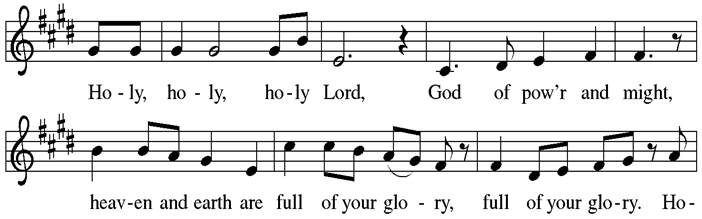 Ho - ly, ho - ly, ho-ly Lord, God of pow'r and might,
heav-en and earth are full of your glo - ry, full of your glo-ry. Ho-